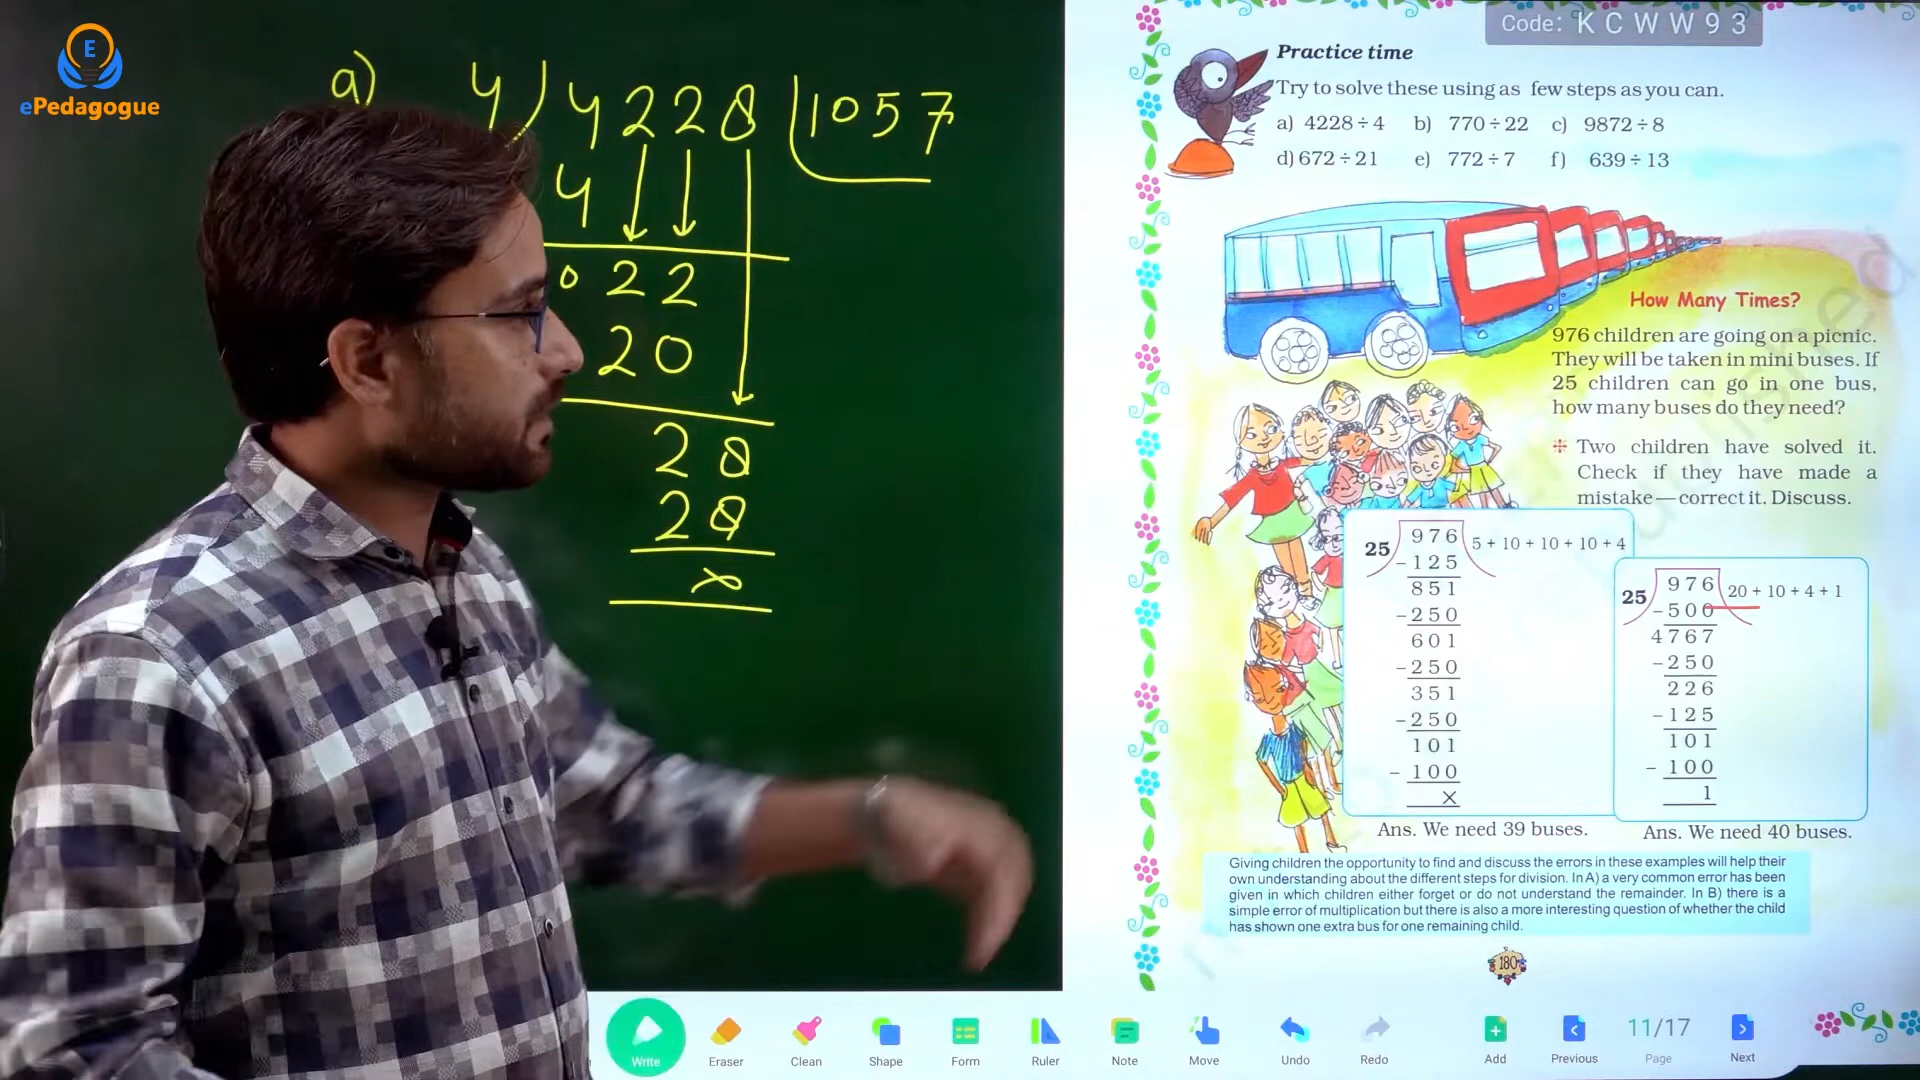 E
ePedagogue
a)
4 ) 4228 ( 1057
4
022
20
28
28
x
Code: KCWW93
Practice time
Try to solve these using as few steps as you can.
a) 4228 ÷ 4 b) 770 ÷ 22 c) 9872 ÷ 8
d) 672 ÷ 21 e) 772 ÷ 7 f) 639 ÷ 13
How Many Times?
976 children are going on a picnic.
They will be taken in mini buses. If
25 children can go in one bus,
how many buses do they need?
❈ Two children have solved it.
Check if they have made a
mistake — correct it. Discuss.
25 ) 976 ( 5 + 10 + 10 + 10 + 4
– 125
851
– 250
601
– 250
351
– 250
101
– 100
x
Ans. We need 39 buses.
25 ) 976 ( 20 + 10 + 4 + 1
– 500
4767
– 250
226
– 125
101
– 100
1
Ans. We need 40 buses.
Giving children the opportunity to find and discuss the errors in these examples will help their
own understanding about the different steps for division. In A) a very common error has been
given in which children either forget or do not understand the remainder. In B) there is a
simple error of multiplication but there is also a more interesting question of whether the child
has shown one extra bus for one remaining child.
180
Write Eraser Clean Shape Form Ruler Note Move Undo Redo Add Previous 11/17 Page Next